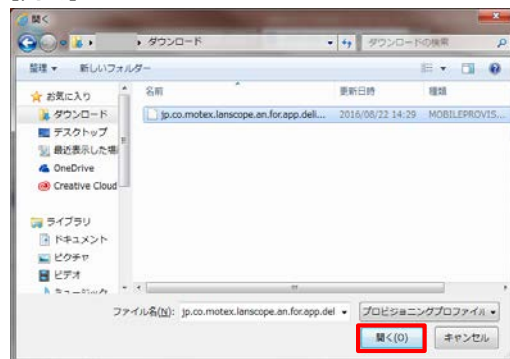 開く
ダウンロード
ダウンロードの検索
整理 ▼
新しいフォルダー
お気に入り
ダウンロード
デスクトップ
最近表示した場
OneDrive
Creative Cloud
ライブラリ
ドキュメント
ピクチャ
ビデオ
ミュージック
名前
更新日時
種類
jp.co.motex.lanscope.an.for.app.deli...
2016/08/22 14:29
MOBILEPROVIS...
ファイル名(N):
jp.co.motex.lanscope.an.for.app.del
プロビジョニングプロファイル
開く(O)
キャンセル